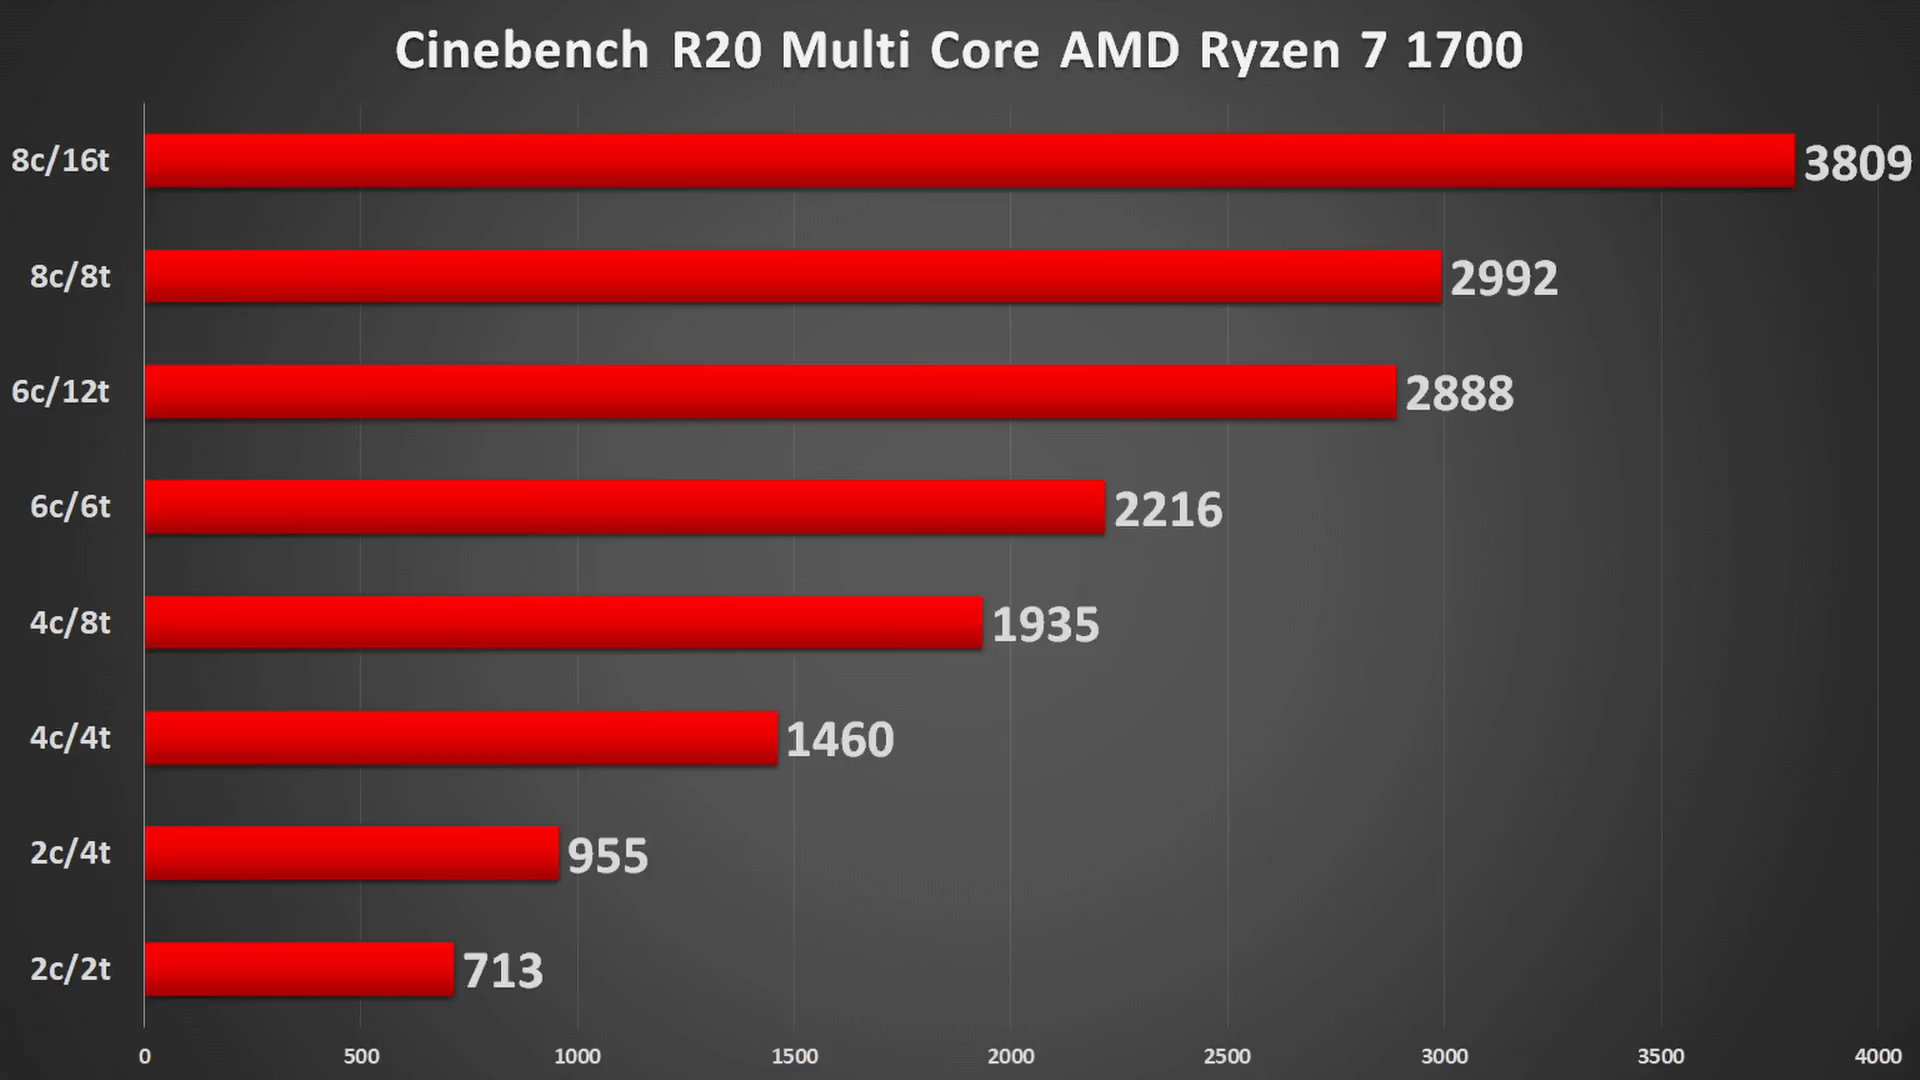 Cinebench R20 Multi Core AMD Ryzen 7 1700
8c/16t 3809
8c/8t 2992
6c/12t 2888
6c/6t 2216
4c/8t 1935
4c/4t 1460
2c/4t 955
2c/2t 713
0 500 1000 1500 2000 2500 3000 3500 4000